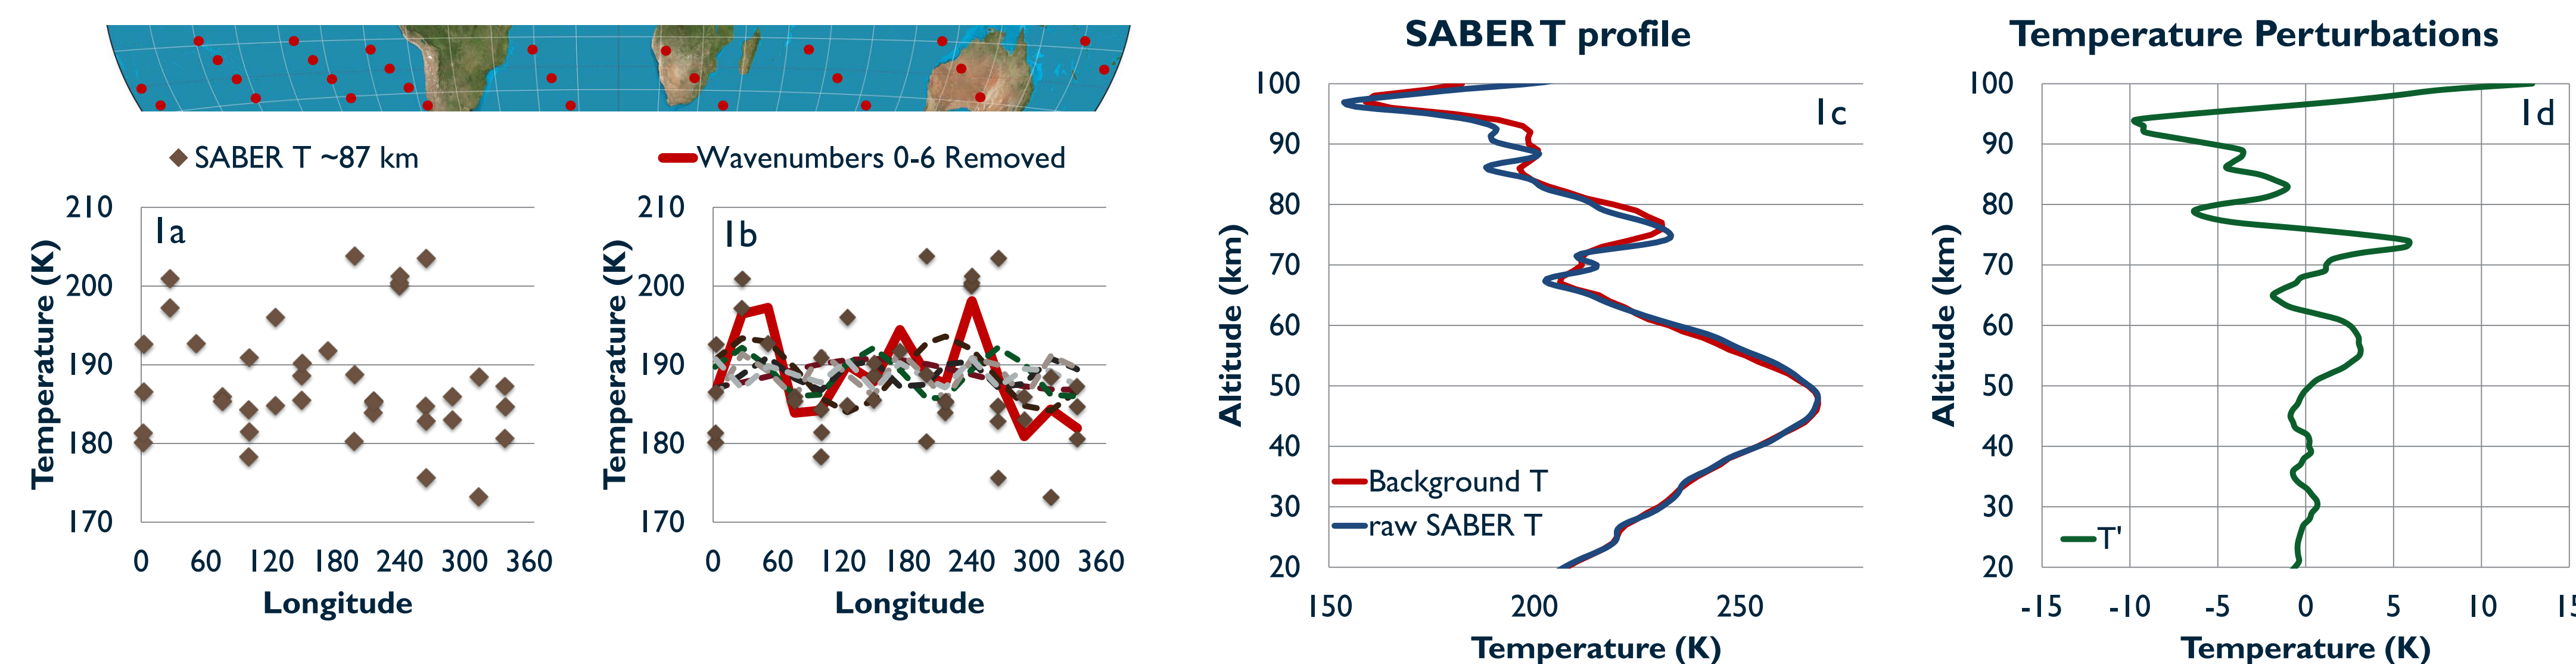 SABER T ~87 km
Wavenumbers 0-6 Removed
1a
210
200
190
180
170
0 60 120 180 240 300 360
Temperature (K)
Longitude
1b
210
200
190
180
170
0 60 120 180 240 300 360
Temperature (K)
Longitude
SABER T profile
1c
100
90
80
70
60
50
40
30
20
Altitude (km)
Background T
raw SABER T
150 200 250
Temperature (K)
Temperature Perturbations
1d
100
90
80
70
60
50
40
30
20
Altitude (km)
T'
-15 -10 -5 0 5 10 15
Temperature (K)